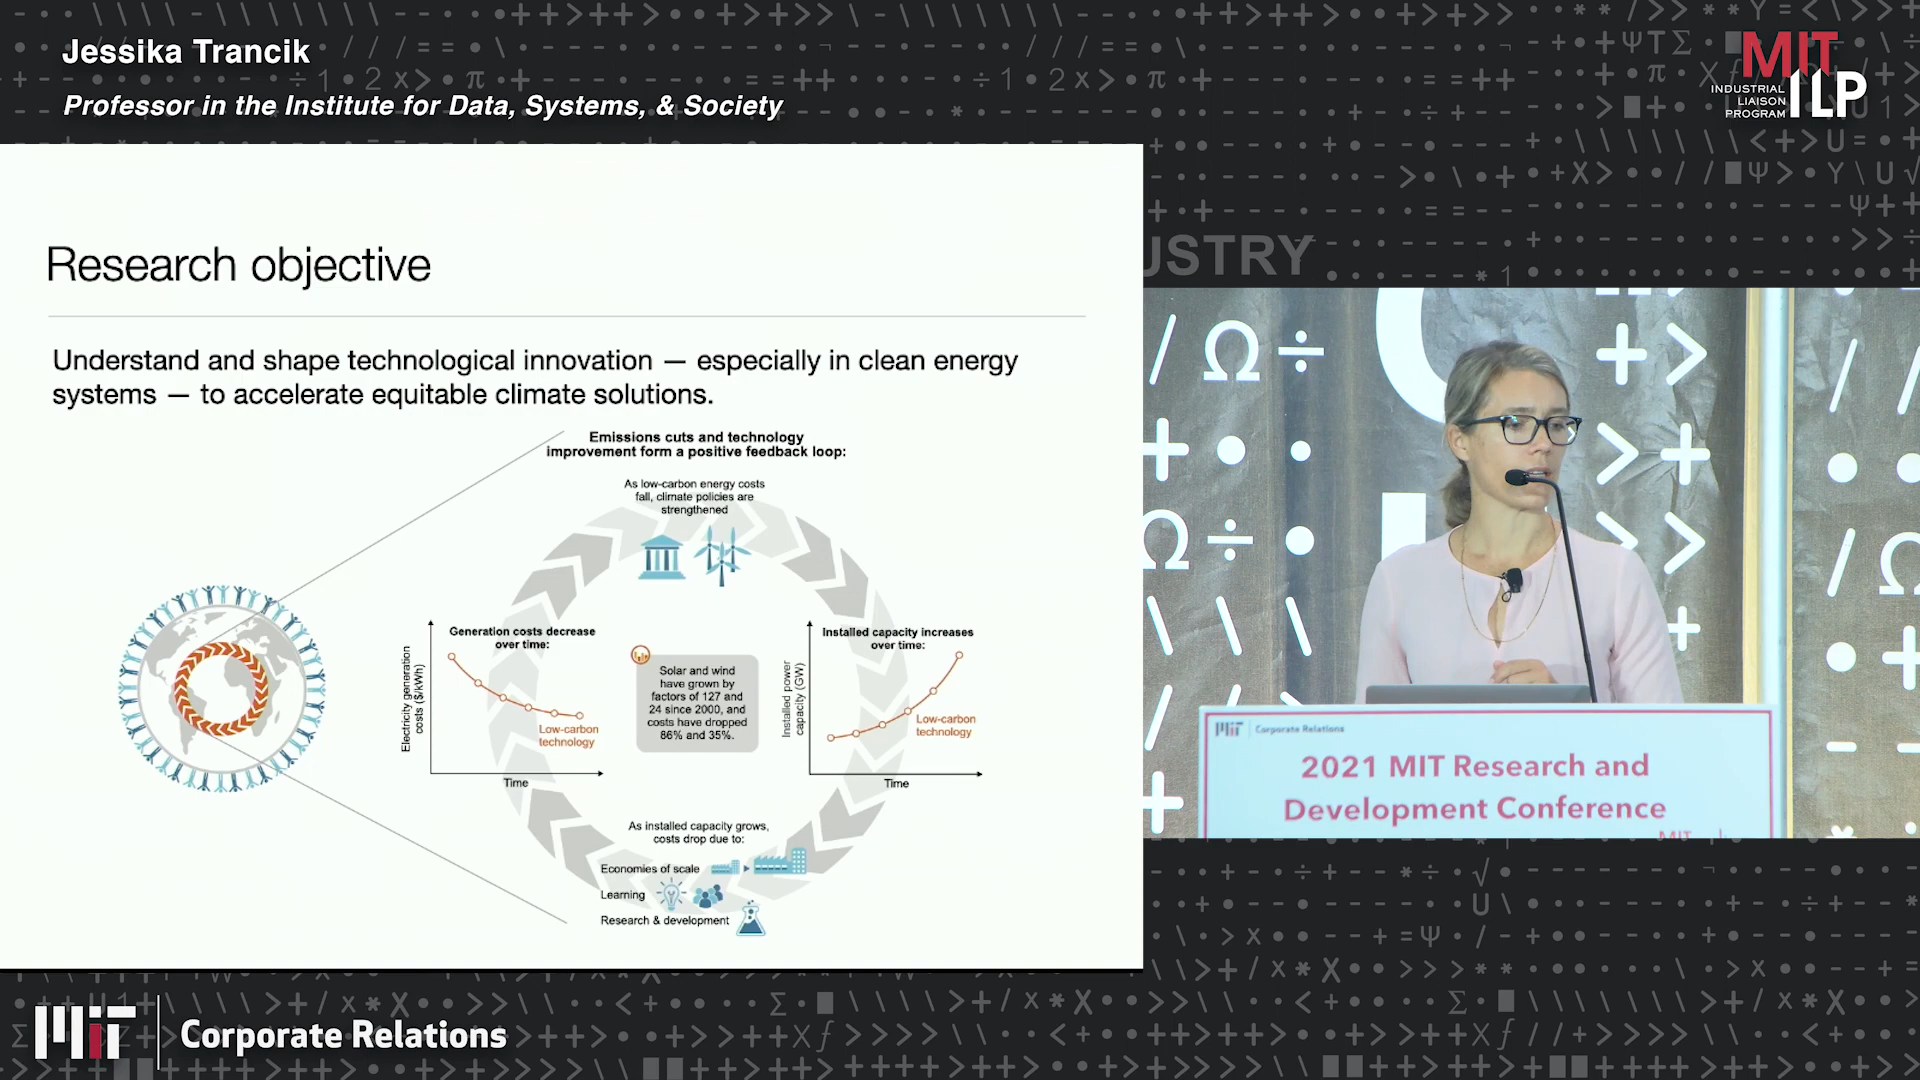 Jessika Trancik
Professor in the Institute for Data, Systems, & Society
MIT
ILP
INDUSTRIAL
LIAISON
PROGRAM
USTRY
Research objective
Understand and shape technological innovation — especially in clean energy
systems — to accelerate equitable climate solutions.
Emissions cuts and technology
improvement form a positive feedback loop:
As low-carbon energy costs
fall, climate policies are
strengthened
Generation costs decrease
over time:
Electricity generation
costs ($/kWh)
Low-carbon
technology
Time
Solar and wind
have grown by
factors of 127 and
24 since 2000, and
costs have dropped
86% and 35%.
Installed capacity increases
over time:
Installed power
capacity (GW)
Low-carbon
technology
Time
As installed capacity grows,
costs drop due to:
Economies of scale
Learning
Research & development
MIT Corporate Relations
2021 MIT Research and
Development Conference
MIT
MIT Corporate Relations